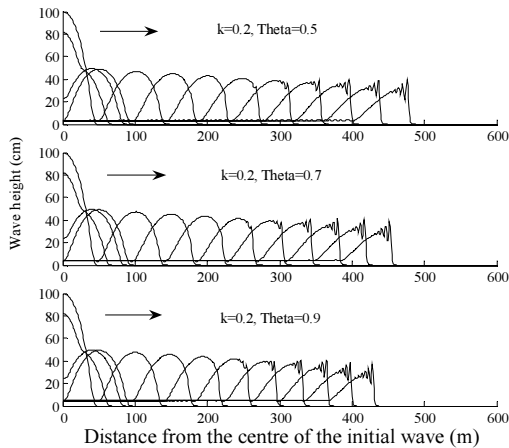 100
80
60
40
20
0
k=0.2, Theta=0.5
0 100 200 300 400 500 600
Wave height (cm)
100
80
60
40
20
0
k=0.2, Theta=0.7
0 100 200 300 400 500 600
100
80
60
40
20
0
k=0.2, Theta=0.9
0 100 200 300 400 500 600
Distance from the centre of the initial wave (m)